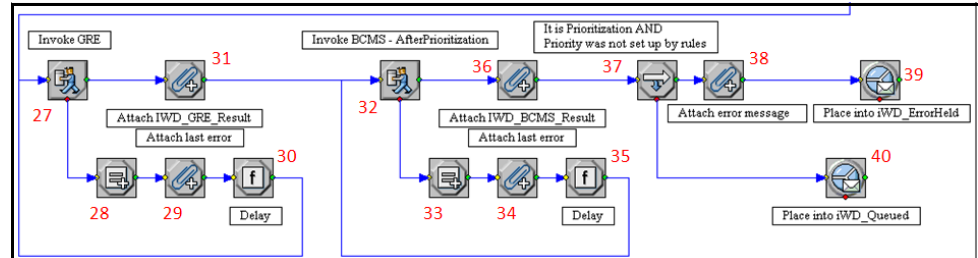 It is Prioritization AND
Priority was not set up by rules
Invoke GRE
Invoke BCMS - AfterPrioritization
31
36
37
38
39
27
32
Attach IWD_GRE_Result
Attach IWD_BCMS_Result
Attach error message
Place into iWD_ErrorHeld
Attach last error
Attach last error
30
35
40
f
f
28
29
Delay
33
34
Delay
Place into iWD_Queued